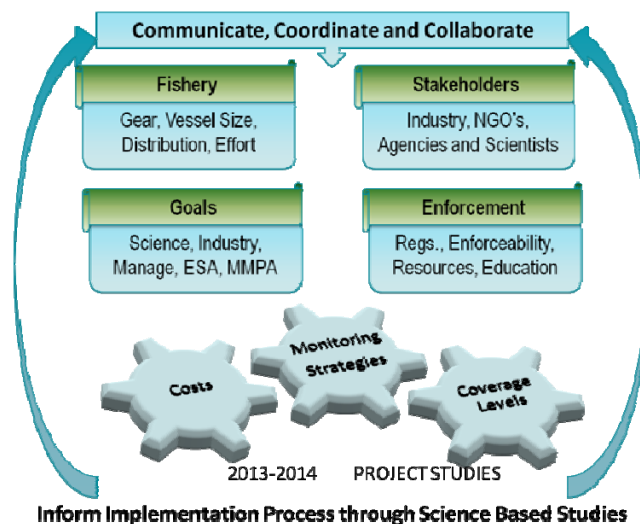 Communicate, Coordinate and Collaborate
Fishery
Gear, Vessel Size,
Distribution, Effort
Stakeholders
Industry, NGO's,
Agencies and Scientists
Goals
Science, Industry,
Manage, ESA, MMPA
Enforcement
Regs., Enforceability,
Resources, Education
Costs
Monitoring
Strategies
Coverage
Levels
2013-2014 PROJECT STUDIES
Inform Implementation Process through Science Based Studies